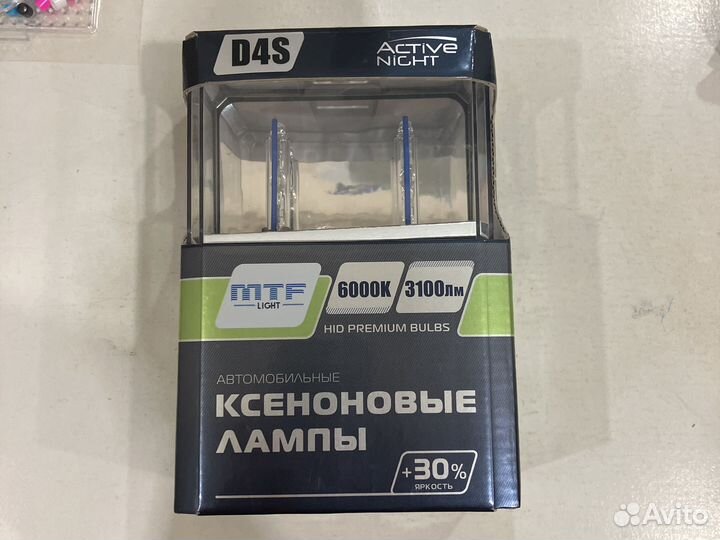 D4S
ACTIVE
NIGHT
MTF
LIGHT
6000K
3100лм
HID PREMIUM BULBS
АВТОМОБИЛЬНЫЕ
КСЕНОНОВЫЕ
ЛАМПЫ
+30%
ЯРКОСТЬ
Avito